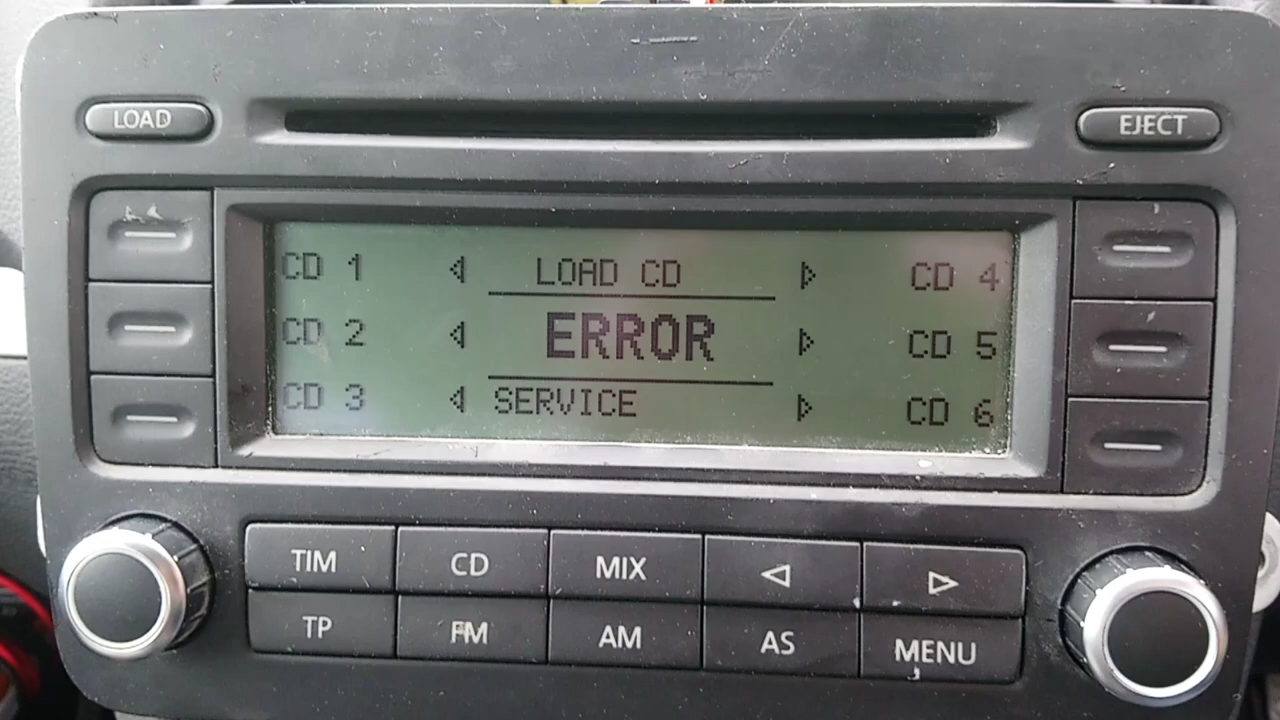 LOAD
EJECT
CD 1 LOAD CD CD 4
CD 2 ERROR CD 5
CD 3 SERVICE CD 6
TIM CD MIX
TP FM AM AS MENU